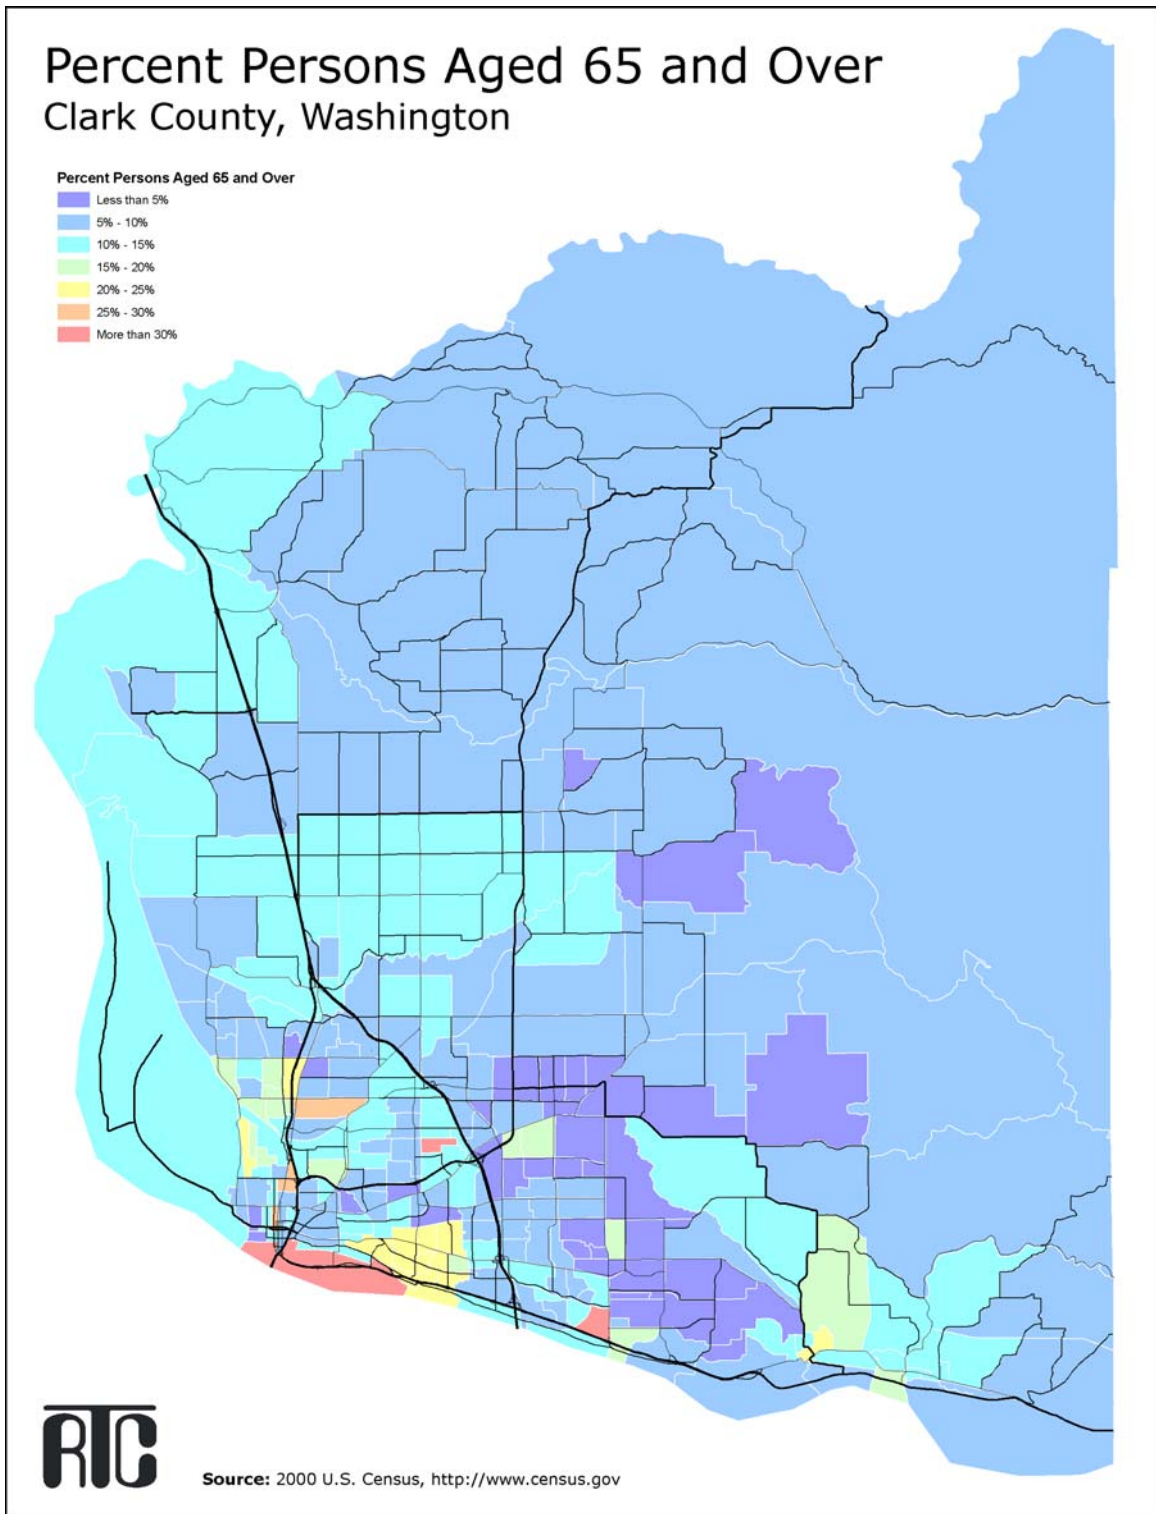 Percent Persons Aged 65 and Over
Clark County, Washington
Percent Persons Aged 65 and Over
Less than 5%
5% - 10%
10% - 15%
15% - 20%
20% - 25%
25% - 30%
More than 30%
RTC
Source: 2000 U.S. Census, http://www.census.gov